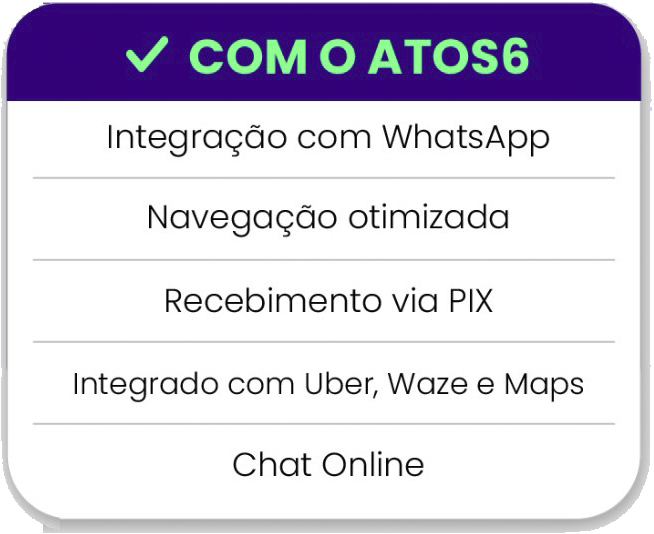 COM O ATOS6
Integração com WhatsApp
Navegação otimizada
Recebimento via PIX
Integrado com Uber, Waze e Maps
Chat Online